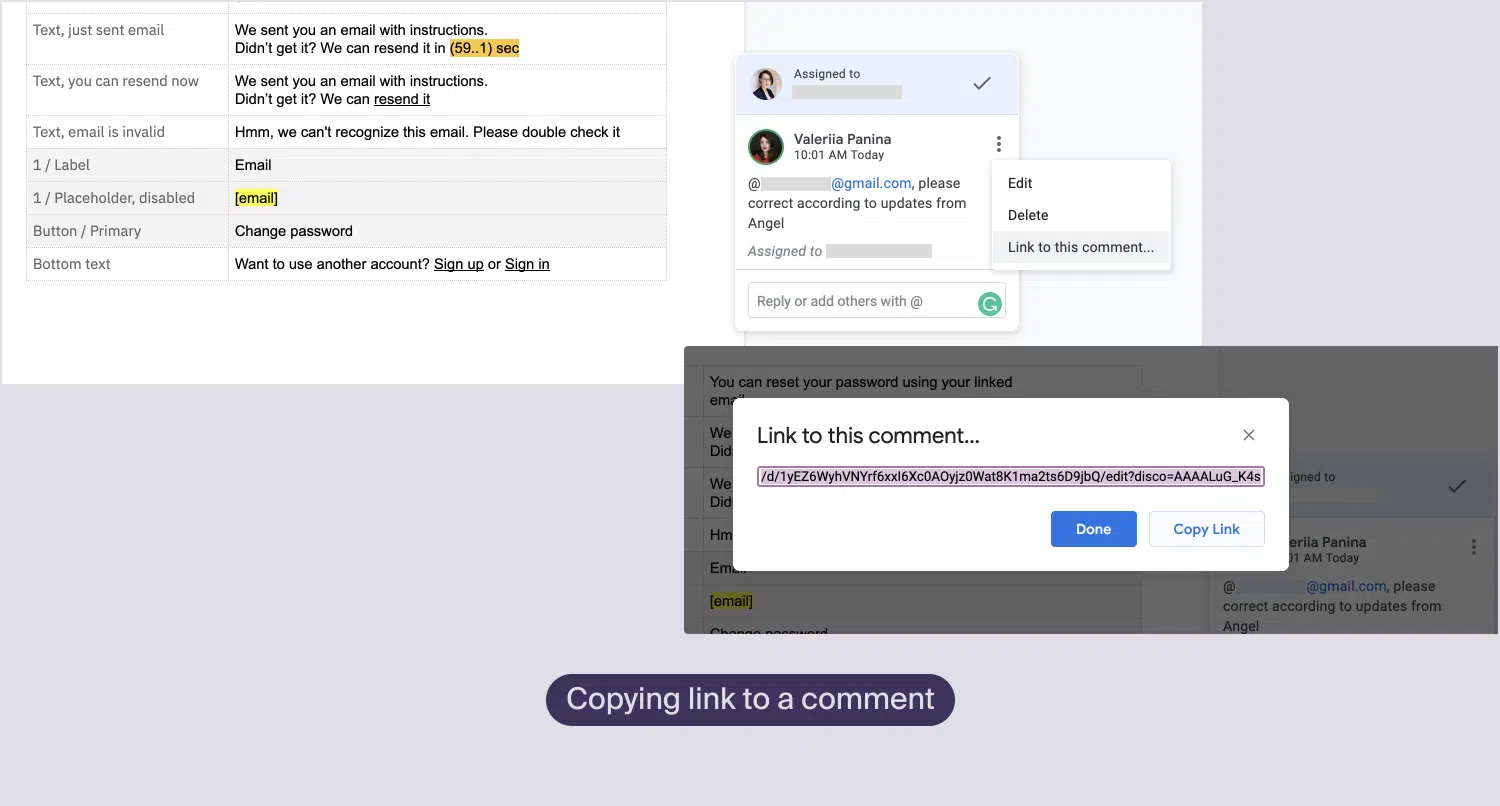 Text, just sent email
We sent you an email with instructions.
Didn’t get it? We can resend it in (59..1) sec
Text, you can resend now
We sent you an email with instructions.
Didn’t get it? We can resend it
Text, email is invalid
Hmm, we can't recognize this email. Please double check it
1 / Label
Email
1 / Placeholder, disabled
[email]
Button / Primary
Change password
Bottom text
Want to use another account? Sign up or Sign in
Assigned to
Valeriia Panina
10:01 AM Today
@ @gmail.com, please
correct according to updates from
Angel
Assigned to
Reply or add others with @
Edit
Delete
Link to this comment...
You can reset your password using your linked
email
We
Did
We
Did
Hm
Email
[email]
Change password
Link to this comment...
/d/1yEZ6WyhVNYrf6xxI6Xc0AOyjz0Wat8K1ma2ts6D9jbQ/edit?disco=AAAALuG_K4s
Done
Copy Link
igned to
eriia Panina
01 AM Today
@ @gmail.com, please
correct according to updates from
Angel
Copying link to a comment